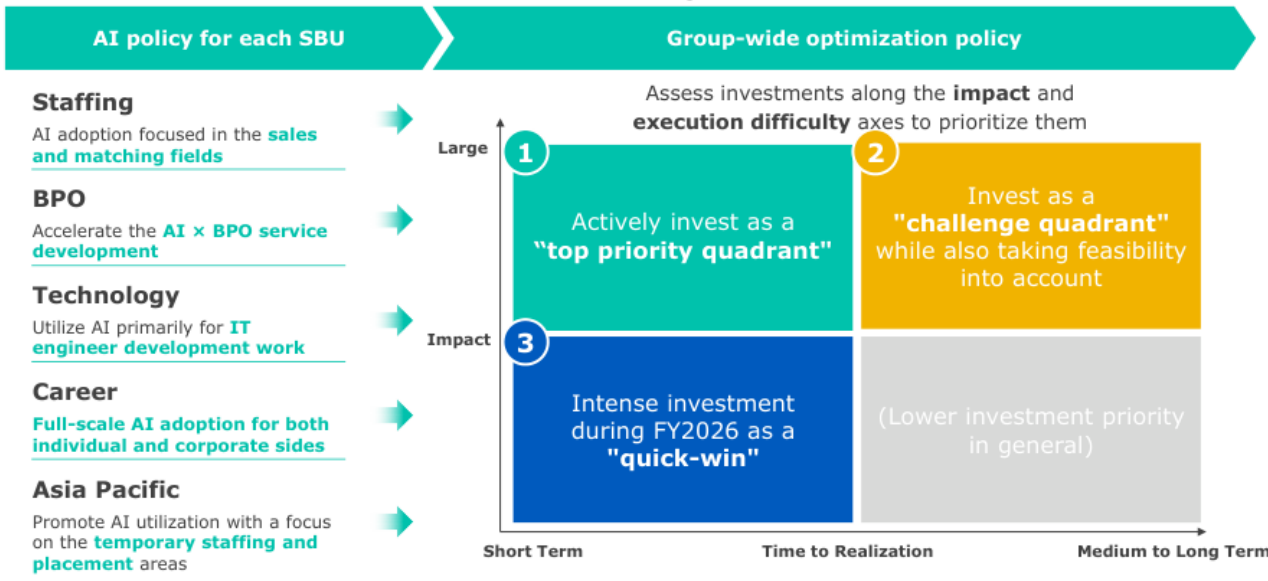 AI policy for each SBU
Group-wide optimization policy
Staffing
AI adoption focused in the sales
and matching fields
BPO
Accelerate the AI × BPO service
development
Technology
Utilize AI primarily for IT
engineer development work
Career
Full-scale AI adoption for both
individual and corporate sides
Asia Pacific
Promote AI utilization with a focus
on the temporary staffing and
placement areas
Assess investments along the impact and
execution difficulty axes to prioritize them
Large
Impact
1
Actively invest as a
“top priority quadrant"
2
Invest as a
"challenge quadrant"
while also taking feasibility
into account
3
Intense investment
during FY2026 as a
"quick-win"
(Lower investment priority
in general)
Short Term
Time to Realization
Medium to Long Term